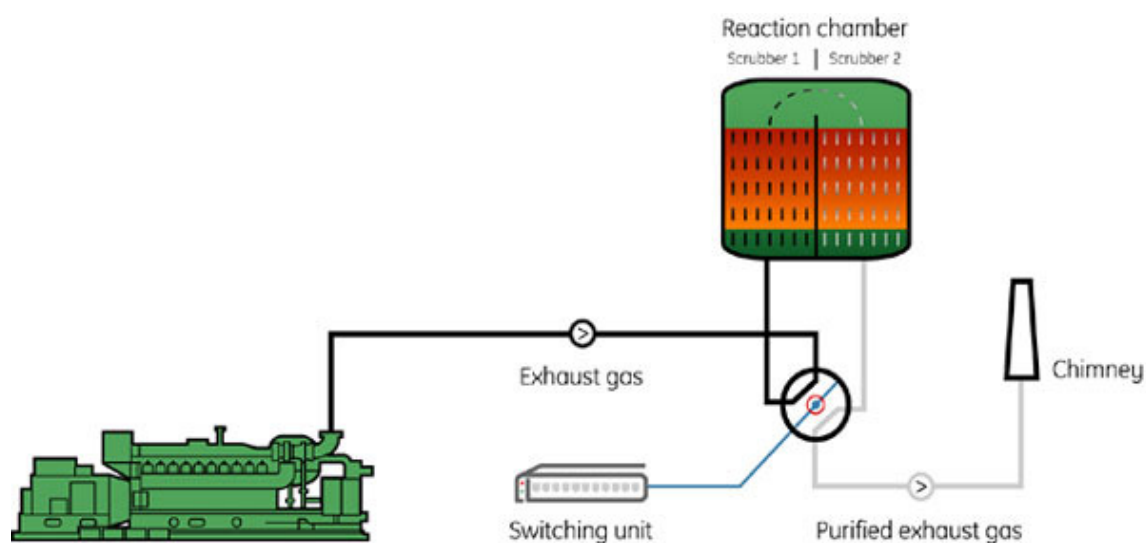 Reaction chamber
Scrubber 1 | Scrubber 2
Exhaust gas
Chimney
Switching unit
Purified exhaust gas